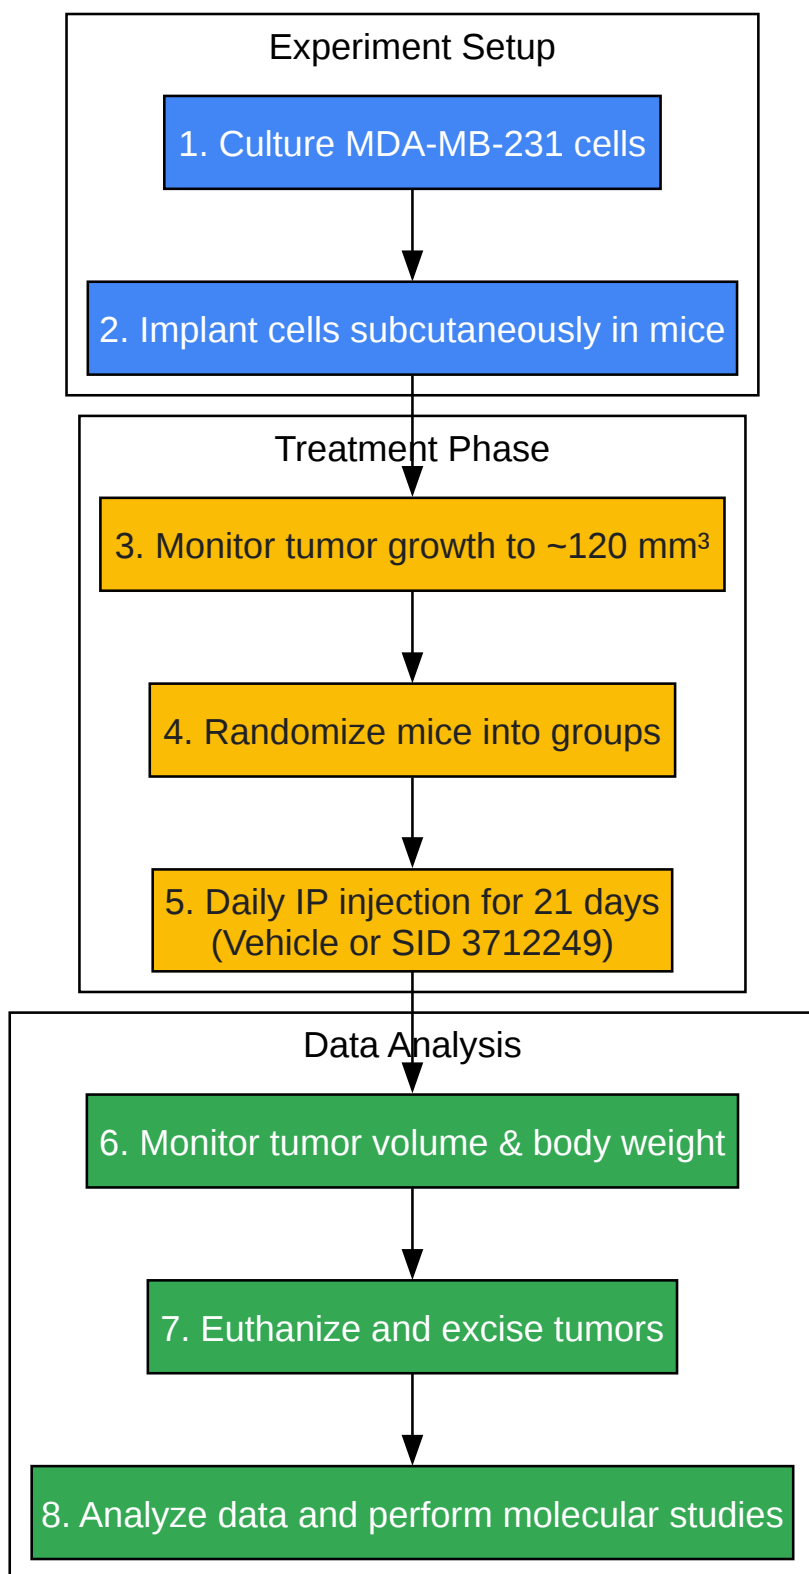 Experiment Setup
1. Culture MDA-MB-231 cells
2. Implant cells subcutaneously in mice
Treatment Phase
3. Monitor tumor growth to ~120 mm³
4. Randomize mice into groups
5. Daily IP injection for 21 days
(Vehicle or SID 3712249)
Data Analysis
6. Monitor tumor volume & body weight
7. Euthanize and excise tumors
8. Analyze data and perform molecular studies